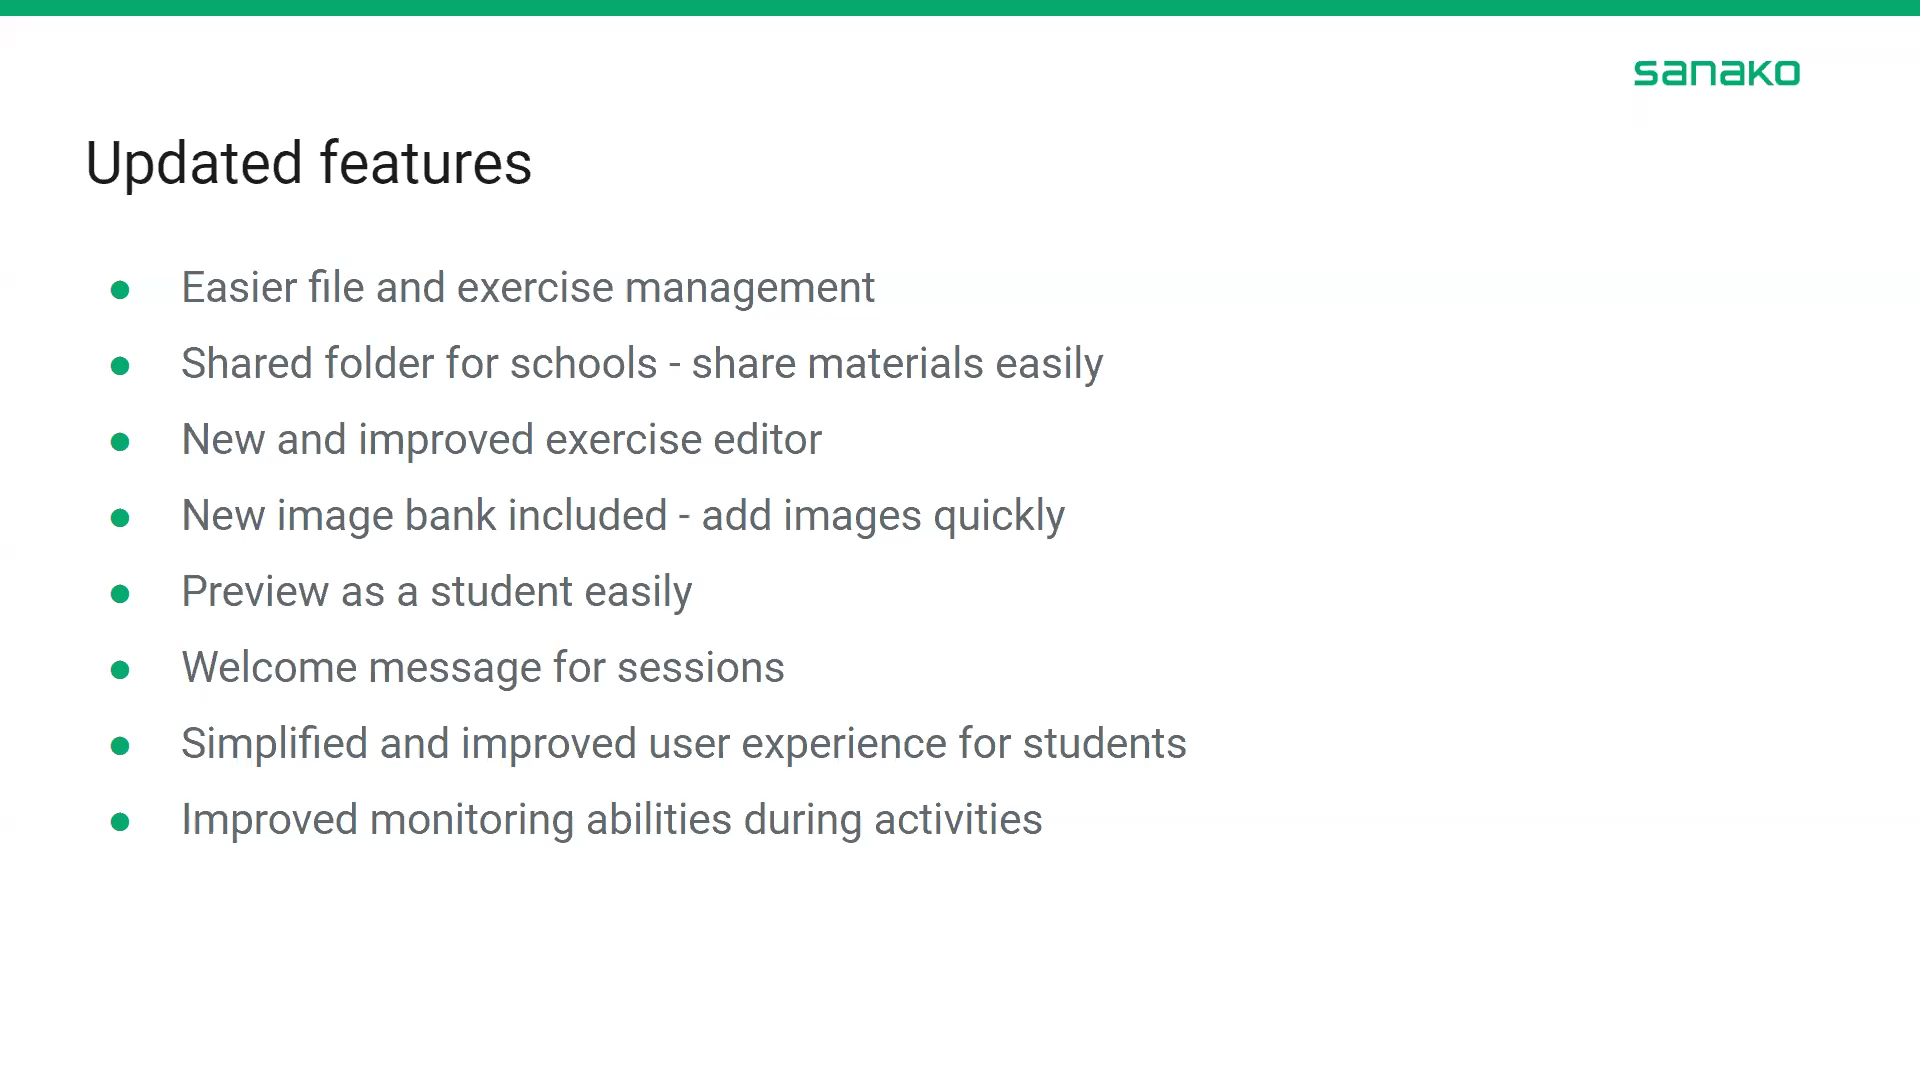 sanako
Updated features
● Easier file and exercise management
● Shared folder for schools - share materials easily
● New and improved exercise editor
● New image bank included - add images quickly
● Preview as a student easily
● Welcome message for sessions
● Simplified and improved user experience for students
● Improved monitoring abilities during activities